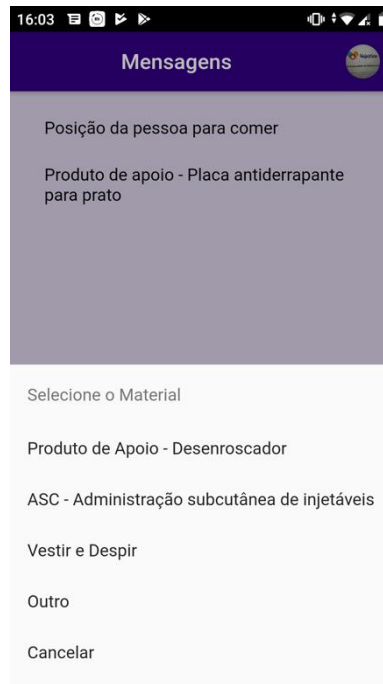 16:03
Mensagens
Posição da pessoa para comer
Produto de apoio - Placa antiderrapante
para prato
Selecione o Material
Produto de Apoio - Desenroscador
ASC - Administração subcutânea de injetáveis
Vestir e Despir
Outro
Cancelar